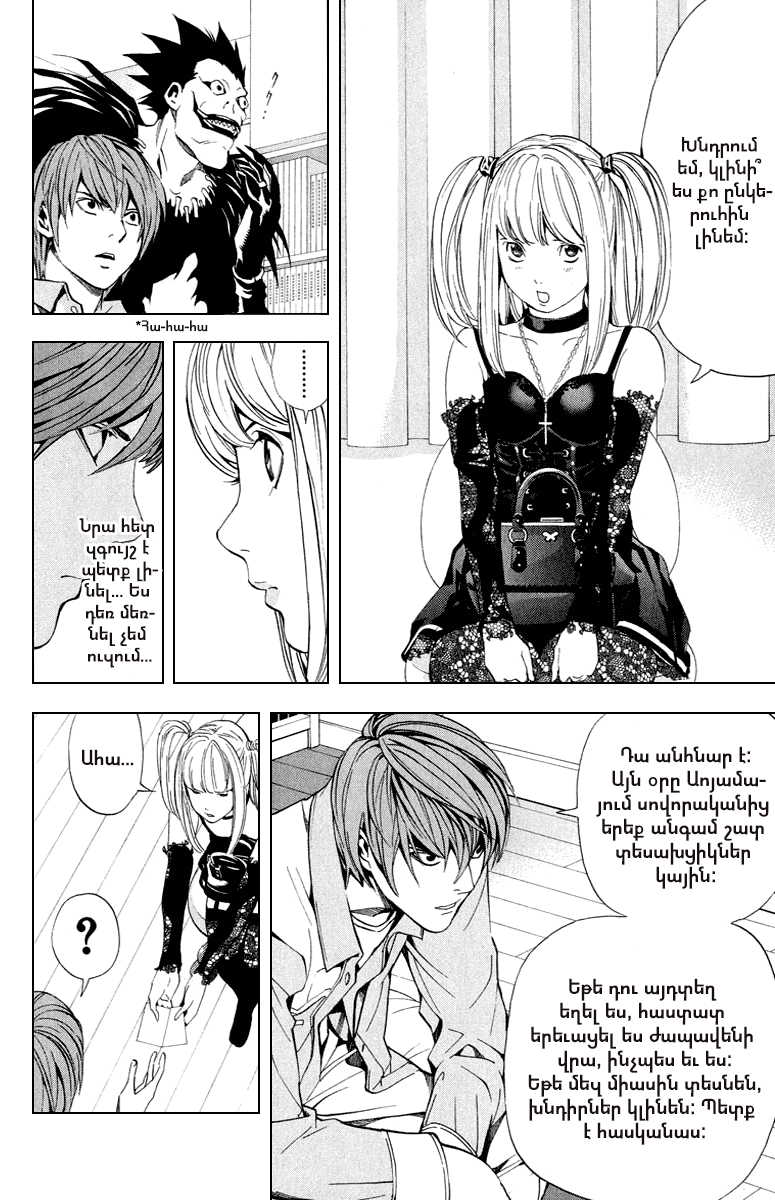 Խնդրում
եմ, կլինի՞
ես քո ընկե-
րուհին
լինեմ:
*Հա-հա-հա
.........
Նրա հետ
զգույշ է
պետք լի-
նել... Ես
դեռ մեռ-
նել չեմ
ուզում...
Դա անհնար է:
Այն օրը Աոյամա-
յում սովորականից
երեք անգամ շատ
տեսախցիկներ
կային:
Եթե դու այդտեղ
եղել ես, հաստատ
երեւացել ես ժապավենի
վրա, ինչպես եւ ես:
Եթե մեզ միասին տեսնեն,
խնդիրներ կլինեն: Պետք
է հասկանաս:
Ահա...
?